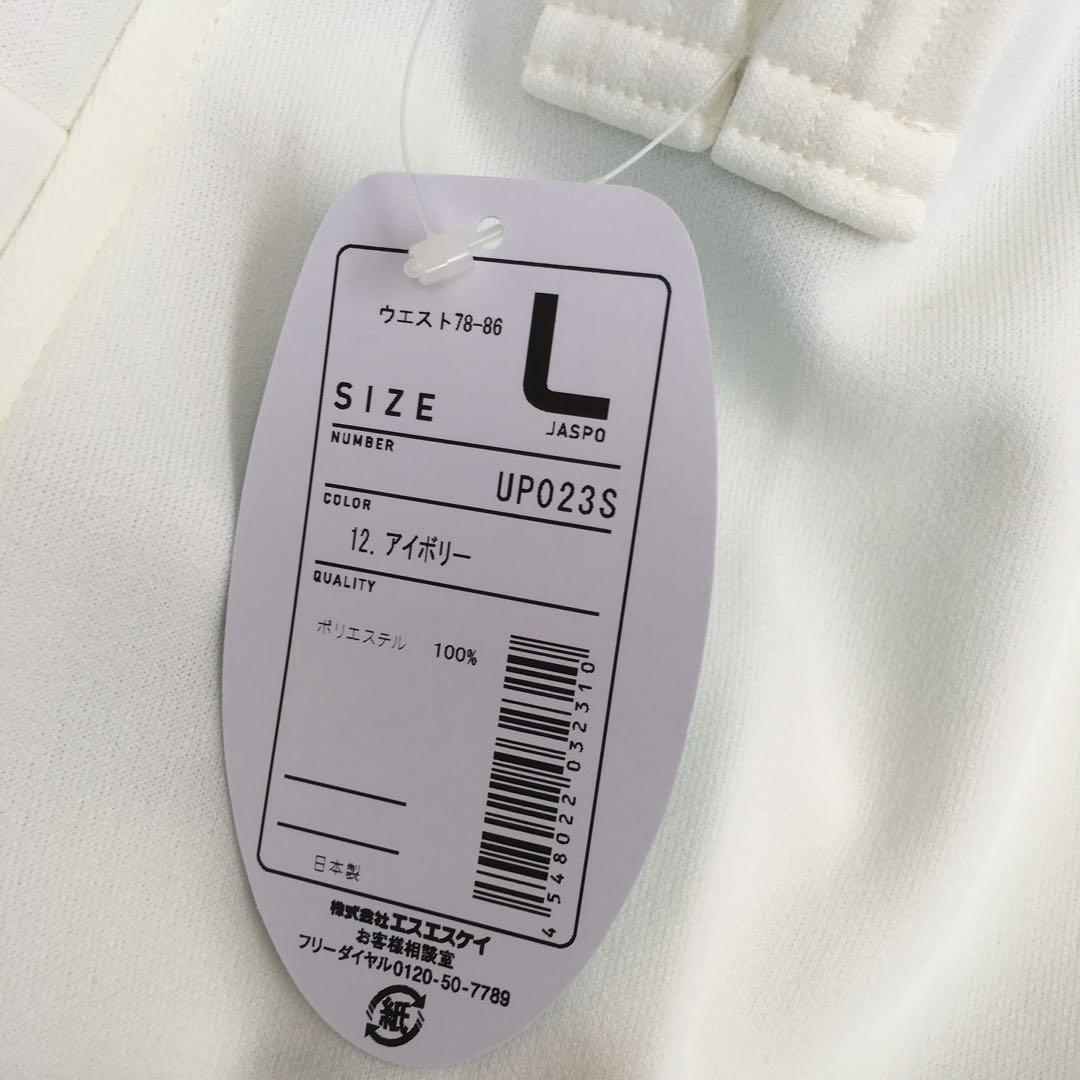 ウエスト78-86
L
SIZE
JASPO
NUMBER
UP023S
COLOR
12. アイボリー
QUALITY
ポリエステル 100%
4 548022 032310
日本製
株式会社エスエスケイ
お客様相談室
フリーダイヤル0120-50-7789
紙